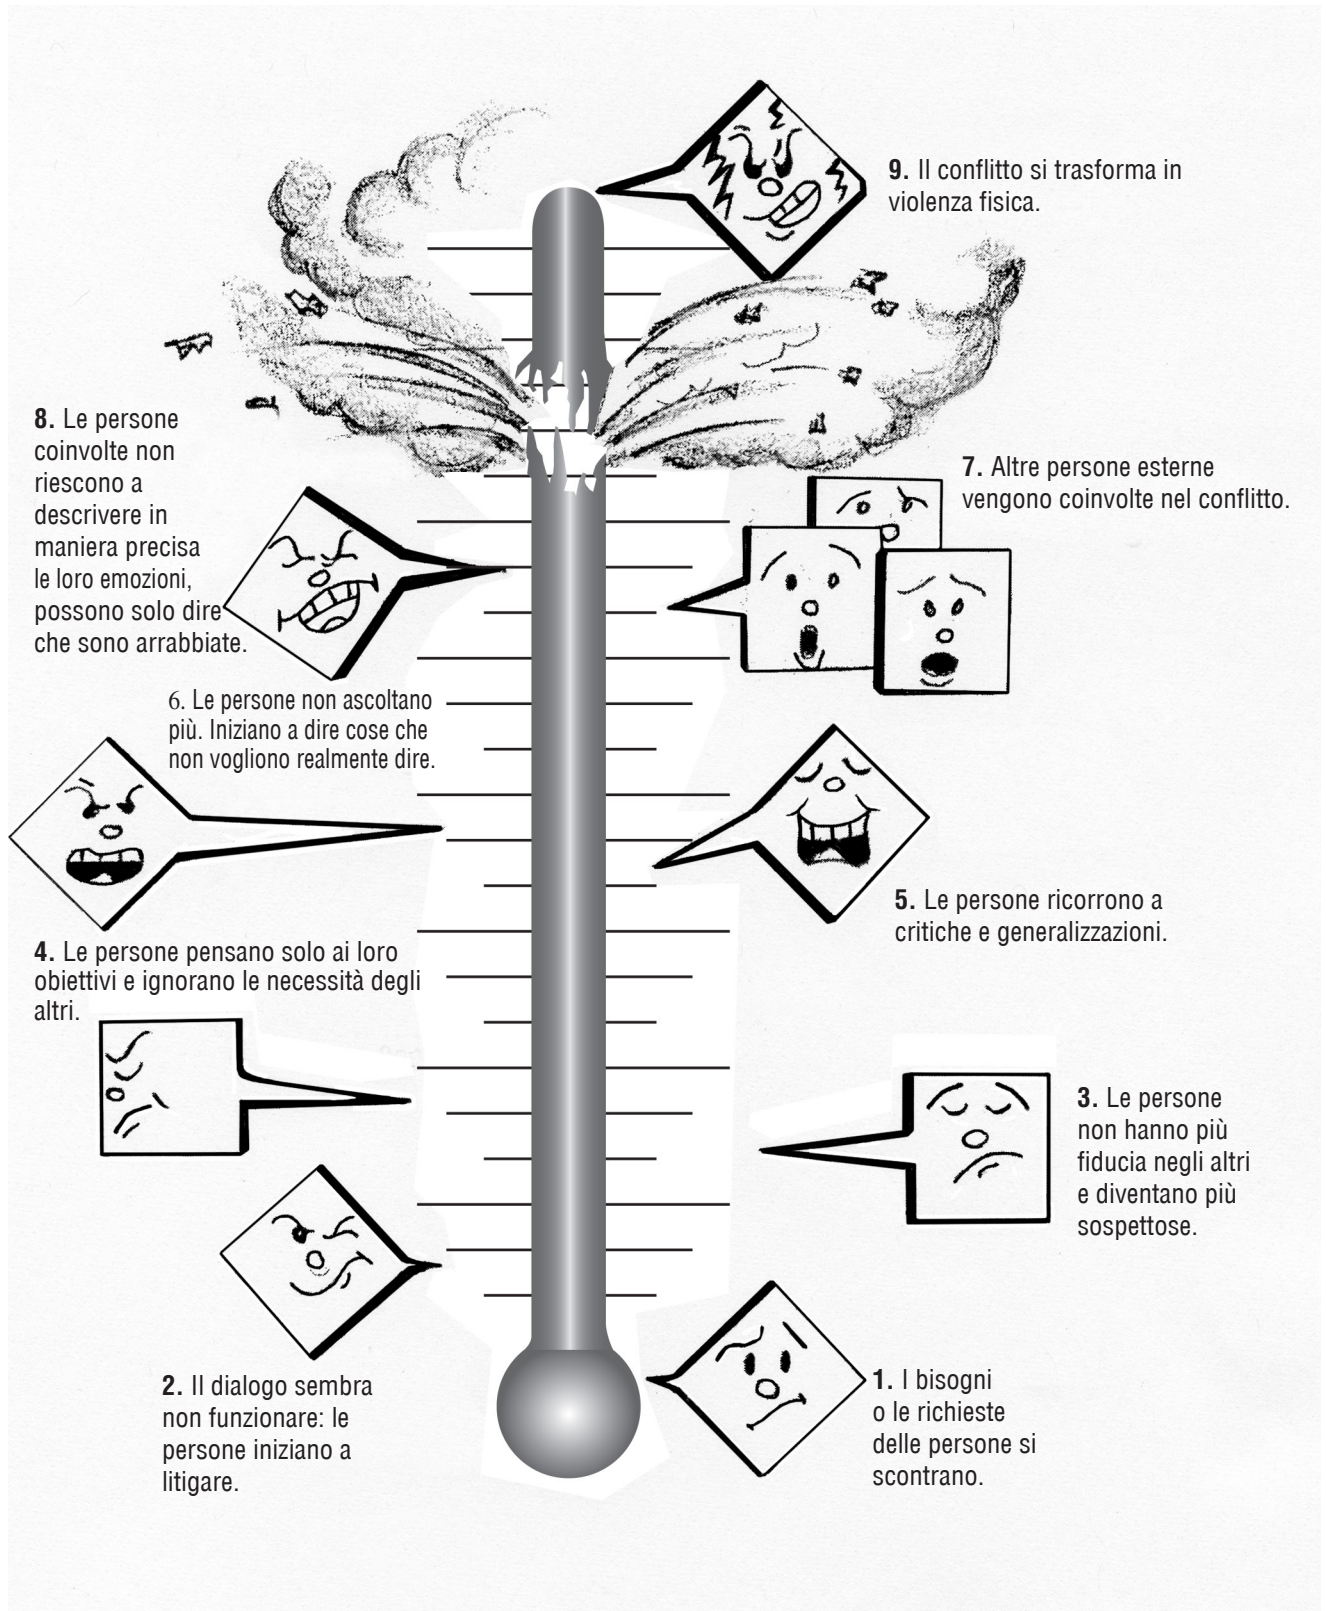 9. Il conflitto si trasforma in
violenza fisica.
8. Le persone
coinvolte non
riescono a
descrivere in
maniera precisa
le loro emozioni,
possono solo dire
che sono arrabbiate.
7. Altre persone esterne
vengono coinvolte nel conflitto.
6. Le persone non ascoltano
più. Iniziano a dire cose che
non vogliono realmente dire.
5. Le persone ricorrono a
critiche e generalizzazioni.
4. Le persone pensano solo ai loro
obiettivi e ignorano le necessità degli
altri.
3. Le persone
non hanno più
fiducia negli altri
e diventano più
sospettose.
2. Il dialogo sembra
non funzionare: le
persone iniziano a
litigare.
1. I bisogni
o le richieste
delle persone si
scontrano.